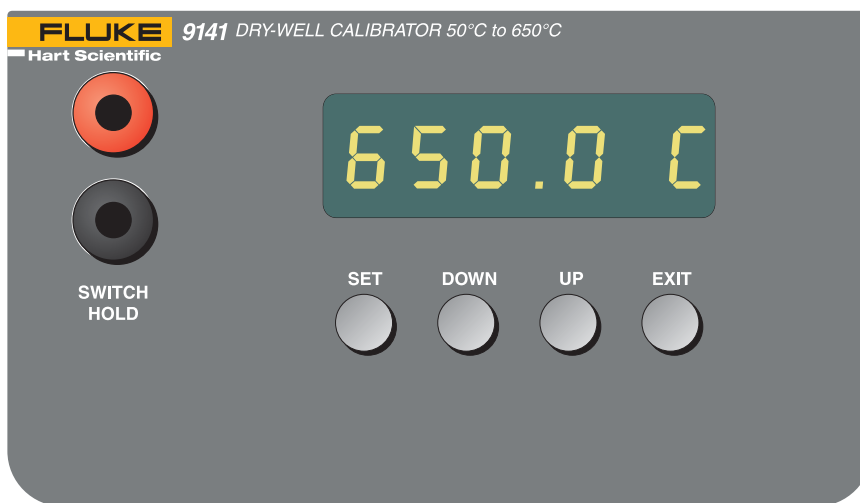 FLUKE
Hart Scientific
9141 DRY-WELL CALIBRATOR 50°C to 650°C
650.0 C
SET DOWN UP EXIT
SWITCH
HOLD